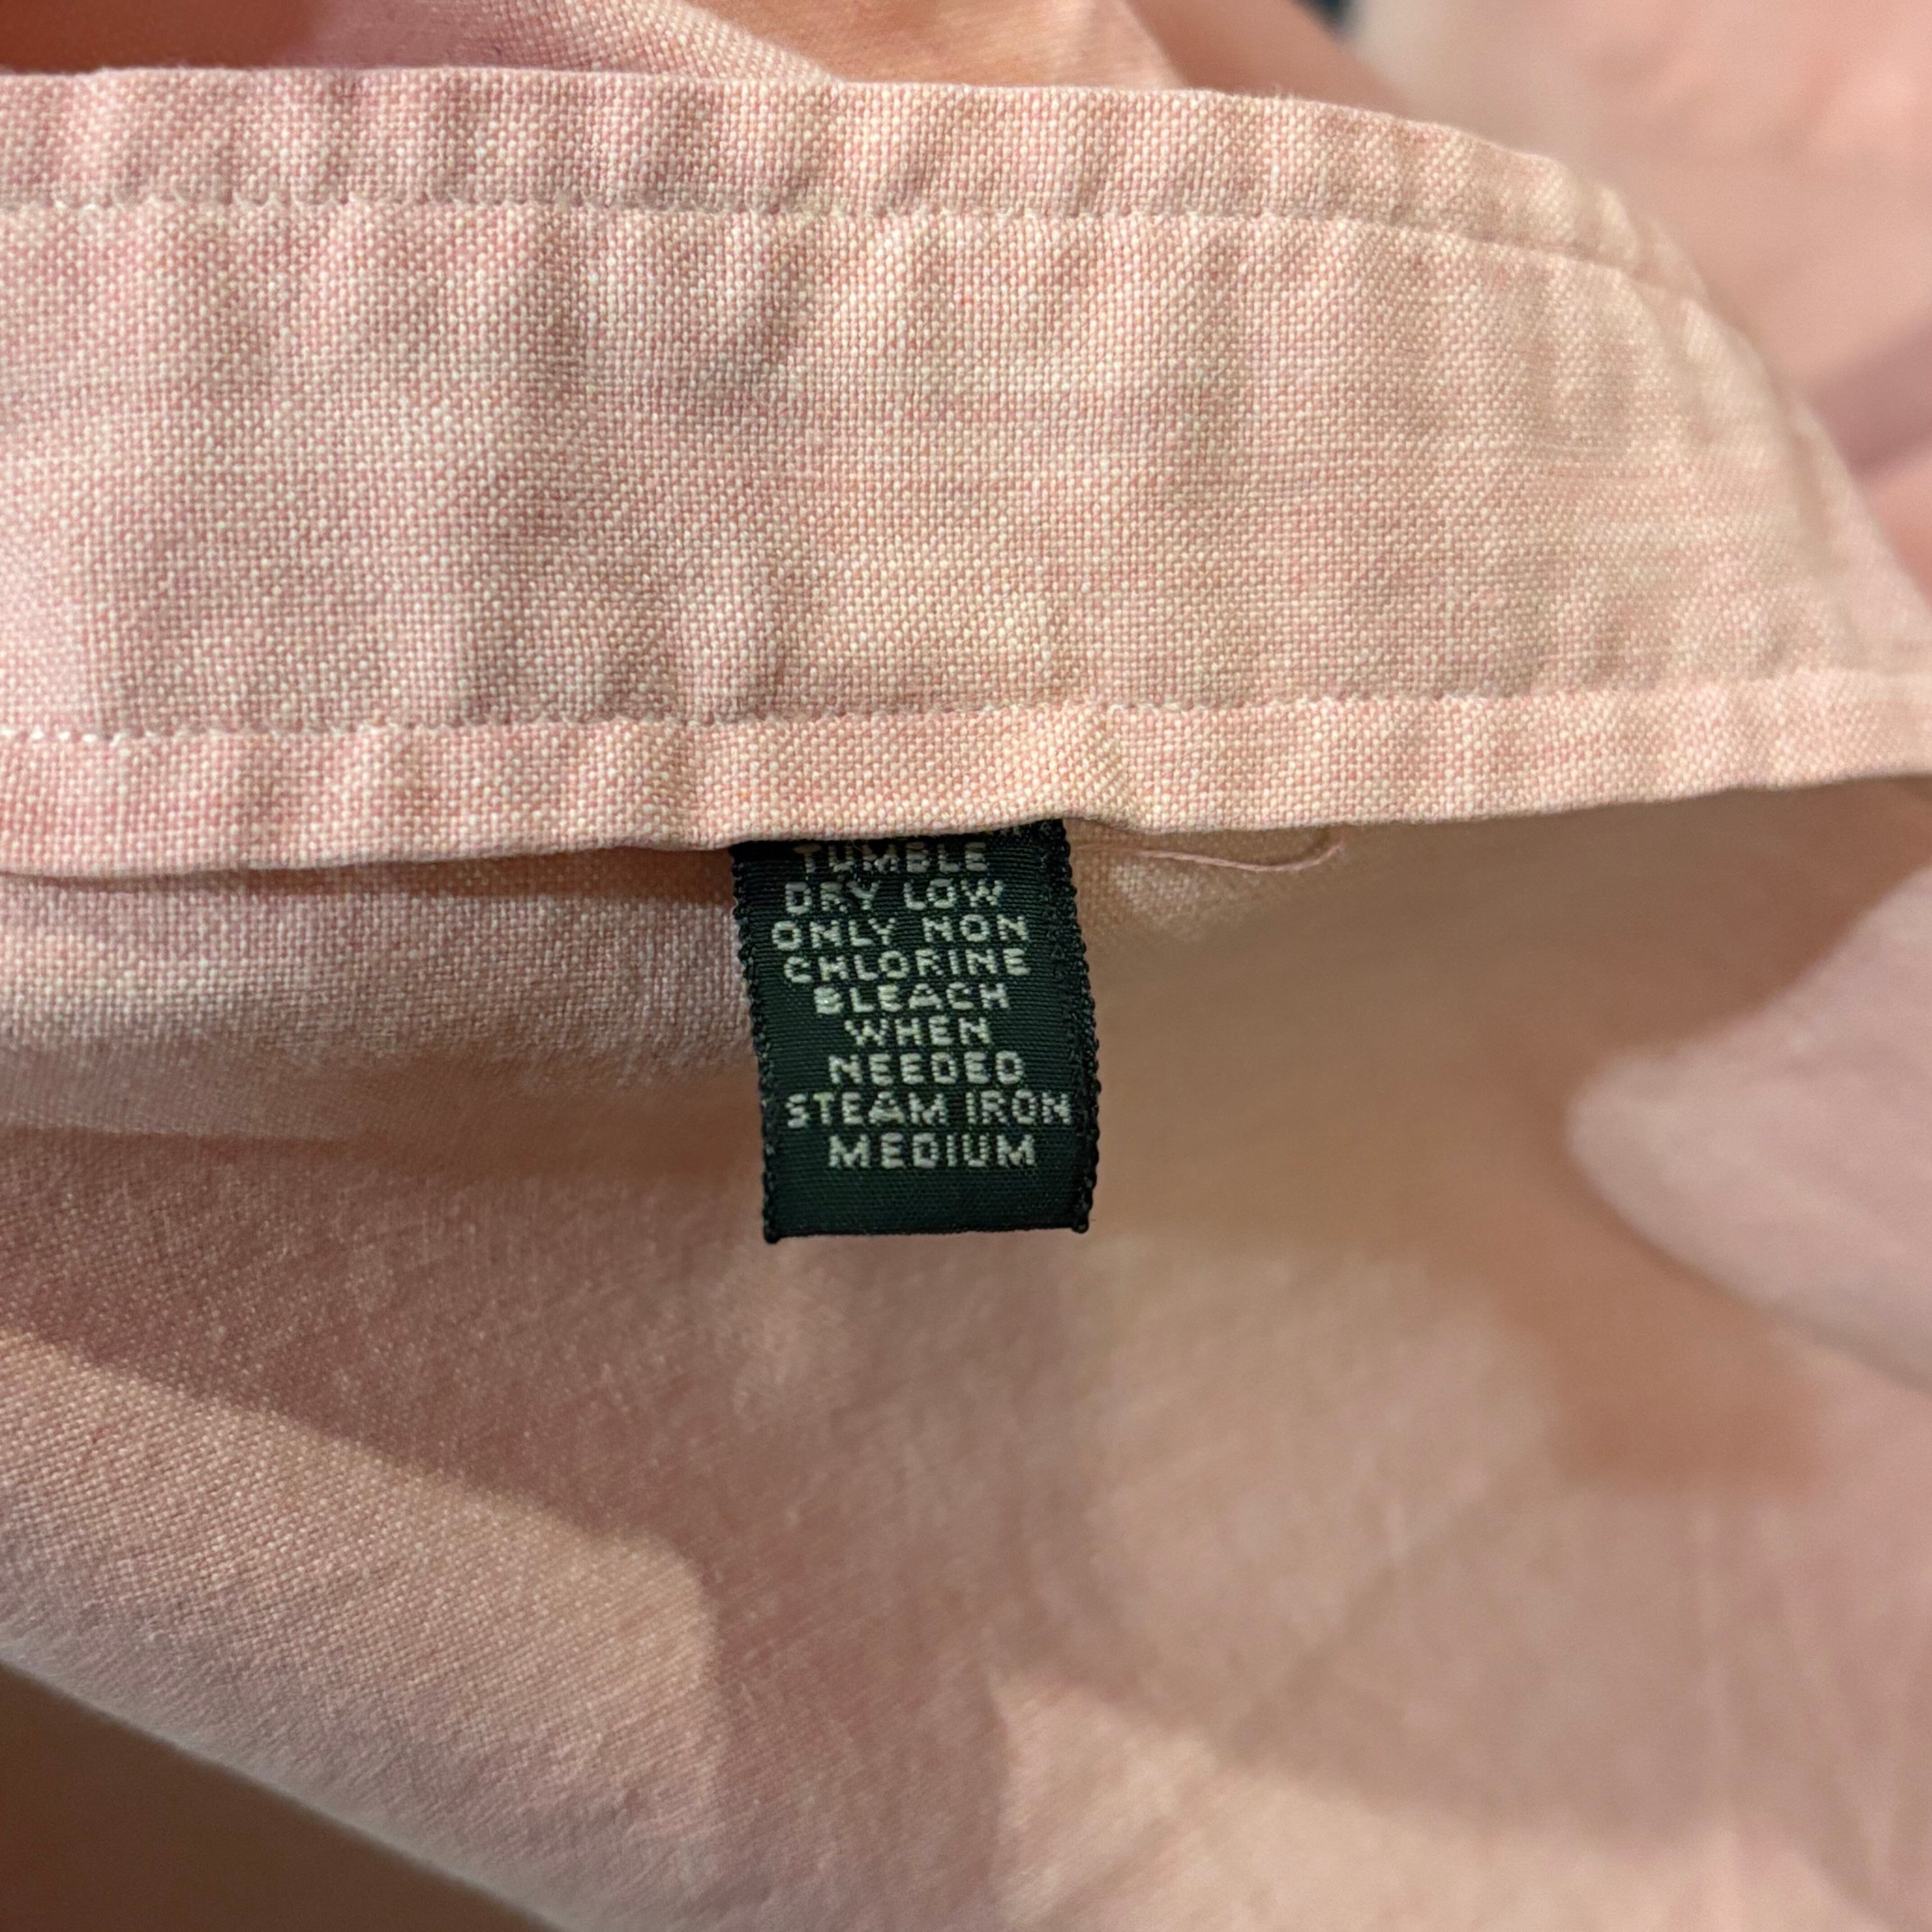 TUMBLE
DRY LOW
ONLY NON
CHLORINE
BLEACH
WHEN
NEEDED
STEAM IRON
MEDIUM